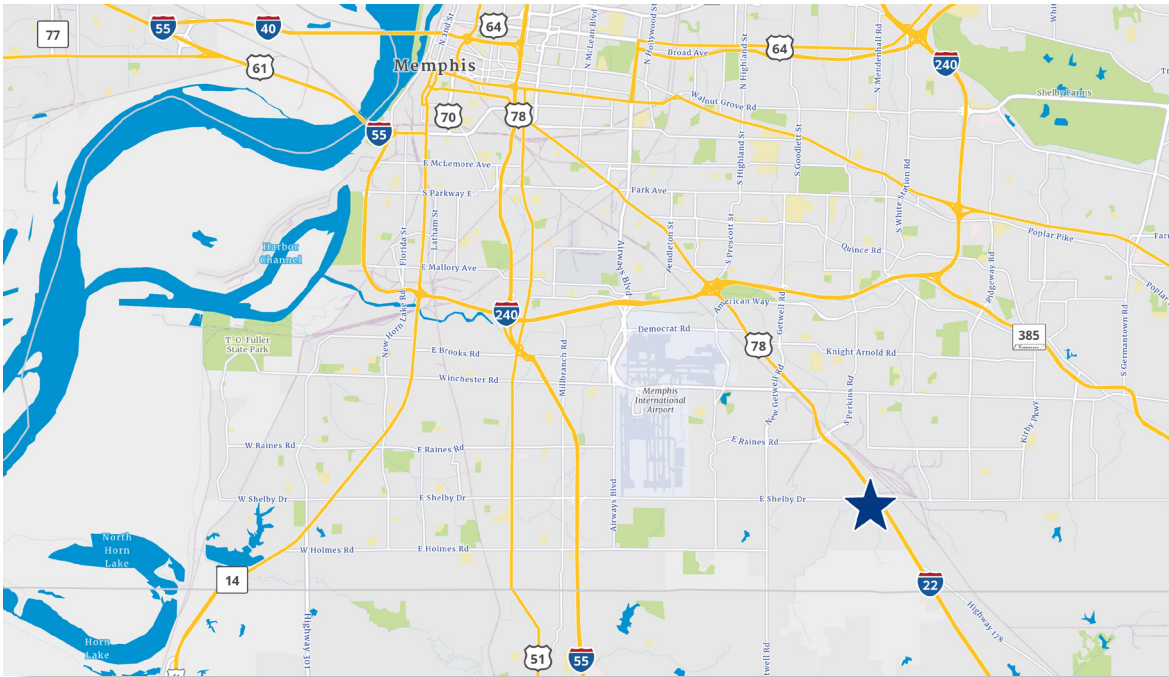 77
55
40
64
N 2nd St
N McLean Blvd
N Hollywood St
Broad Ave
N Highland St
64
N Mendenhall Rd
240
61
Memphis
Shelby Farms
70
78
Walnut Grove Rd
55
E McLemore Ave
S Highland St
S Goodlett St
S Parkway E
Park Ave
S White Station Rd
Florida St
Latham St
Airways Blvd
Pendleton St
S Prescott St
Quince Rd
Poplar Pike
Harbor
Channel
E Mallory Ave
Ridgeway Rd
American Way
Getwell Rd
New Horn Lake Rd
240
Democrat Rd
385
S Germantown Rd
T. O. Fuller
State Park
E Brooks Rd
78
Knight Arnold Rd
Millbranch Rd
Winchester Rd
Memphis
International
Airport
New Getwell Rd
S Perkins Rd
Kirby Pkwy
W Raines Rd
E Raines Rd
E Raines Rd
W Shelby Dr
E Shelby Dr
Airways Blvd
E Shelby Dr
North
Horn
Lake
W Holmes Rd
E Holmes Rd
14
22
Highway 178
Highway 301
Horn
Lake
51
55